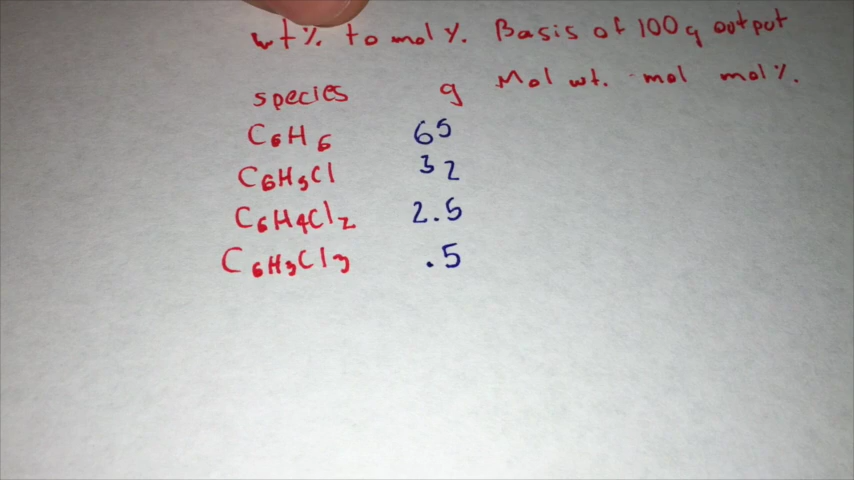 wt% to mol%. Basis of 100g output
species g Mol wt. mol mol%.
C6H6 65
C6H5Cl 32
C6H4Cl2 2.5
C6H3Cl3 .5